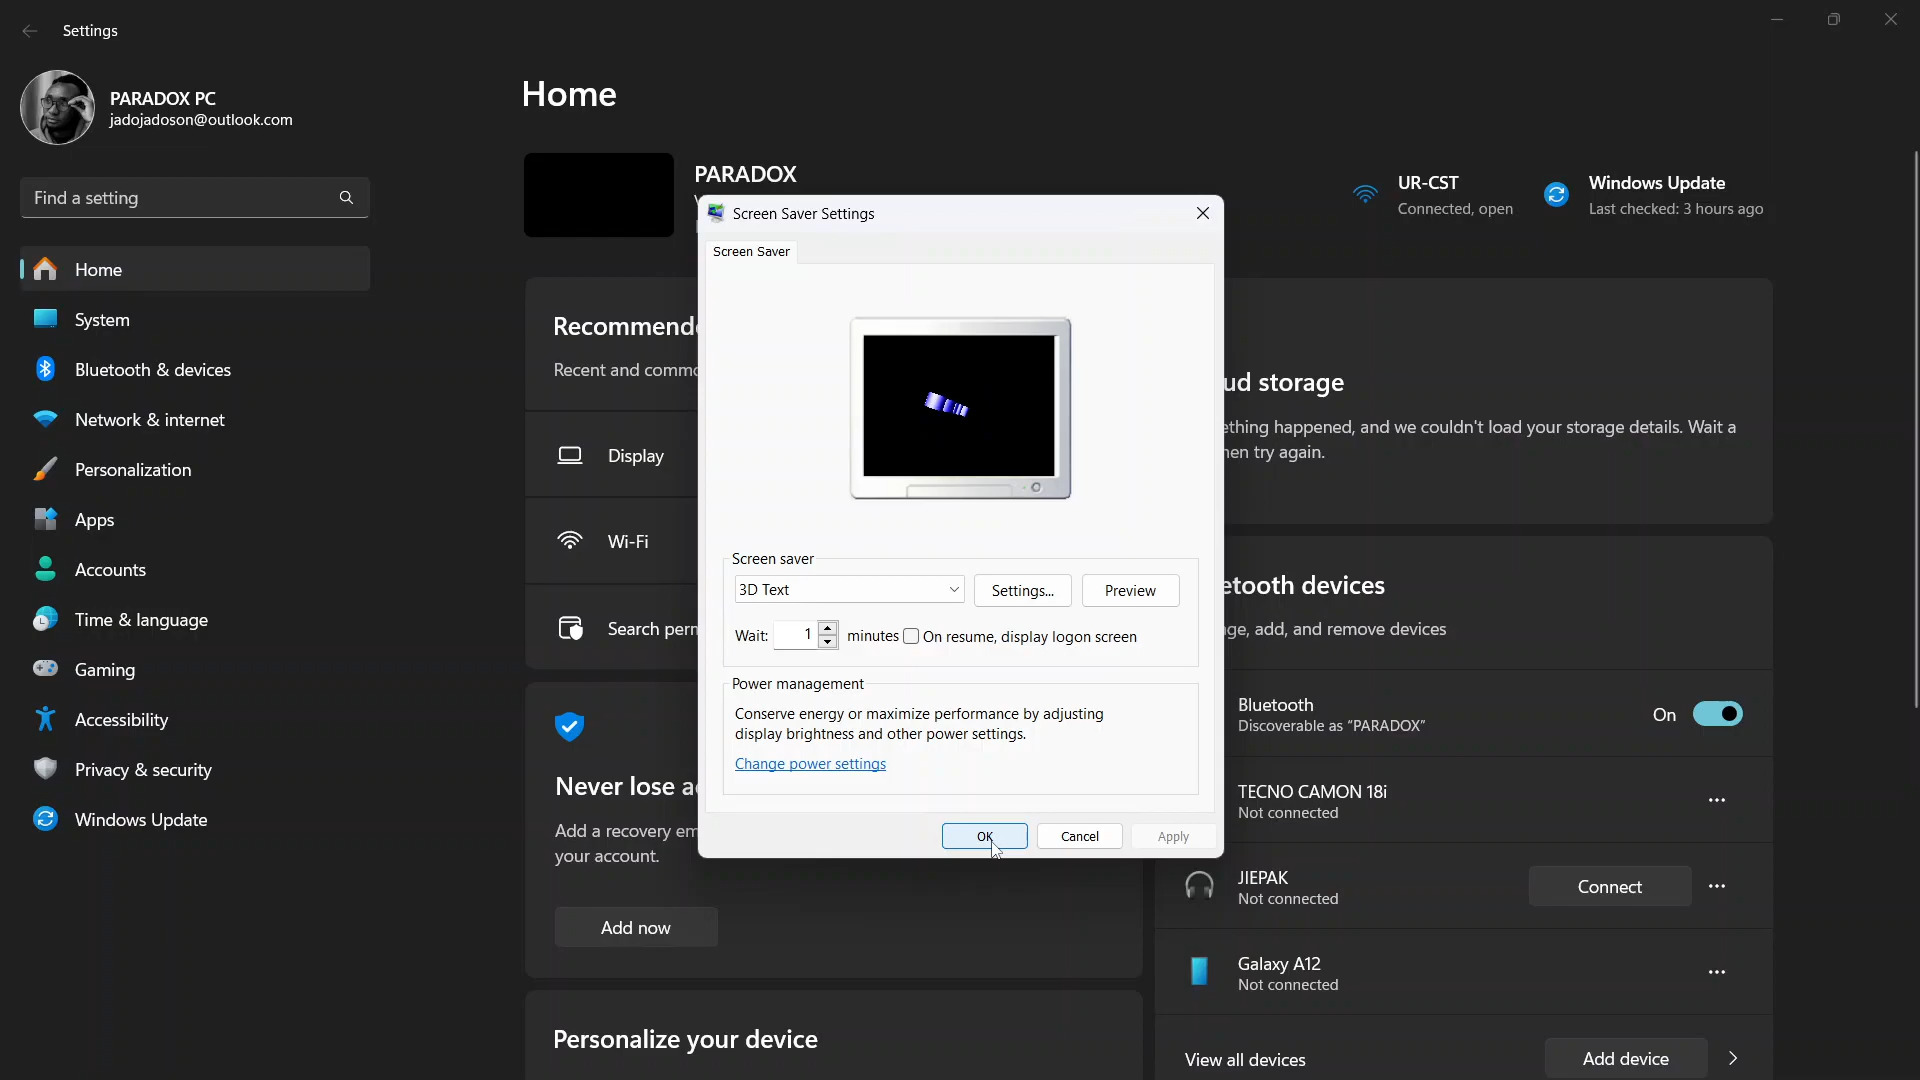 Settings
PARADOX PC
jadojadoson@outlook.com
Find a setting
Home
System
Bluetooth & devices
Network & internet
Personalization
Apps
Accounts
Time & language
Gaming
Accessibility
Privacy & security
Windows Update
Home
PARADOX
UR-CST
Connected, open
Windows Update
Last checked: 3 hours ago
Recommend
Recent and comm
Display
Wi-Fi
Search
Never lose
Add a recovery
your account.
Add now
Personalize your device
Screen Saver Settings
Screen Saver
Screen saver
3D Text
Settings...
Preview
Wait: 1 minutes On resume, display logon screen
Power management
Conserve energy or maximize performance by adjusting
display brightness and other power settings.
Change power settings
OK
Cancel
Apply
ud storage
ething happened, and we couldn't load your storage details. Wait a
hen try again.
etooth devices
ge, add, and remove devices
Bluetooth
Discoverable as "PARADOX"
On
TECNO CAMON 18i
Not connected
JIEPAK
Not connected
Connect
Galaxy A12
Not connected
View all devices
Add device